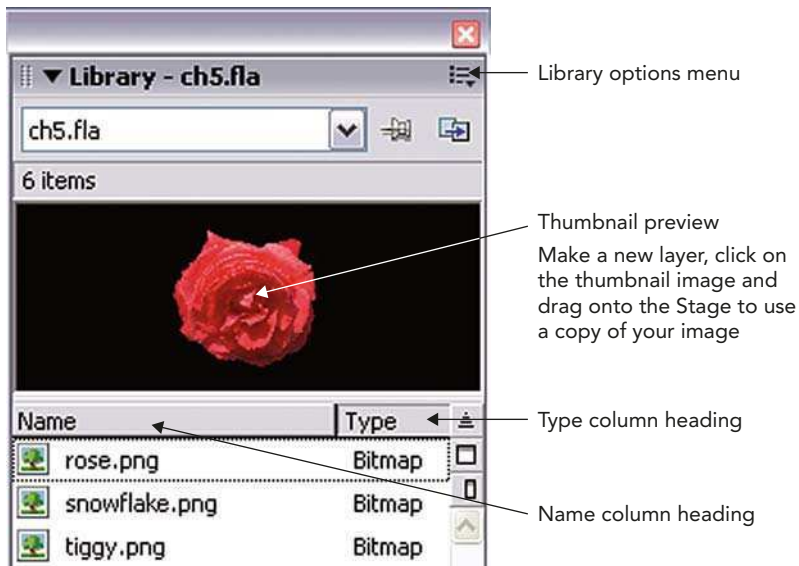 Library - ch5.fla
Library options menu
ch5.fla
6 items
Thumbnail preview
Make a new layer, click on
the thumbnail image and
drag onto the Stage to use
a copy of your image
Name Type
Type column heading
rose.png Bitmap
snowflake.png Bitmap
Name column heading
tiggy.png Bitmap